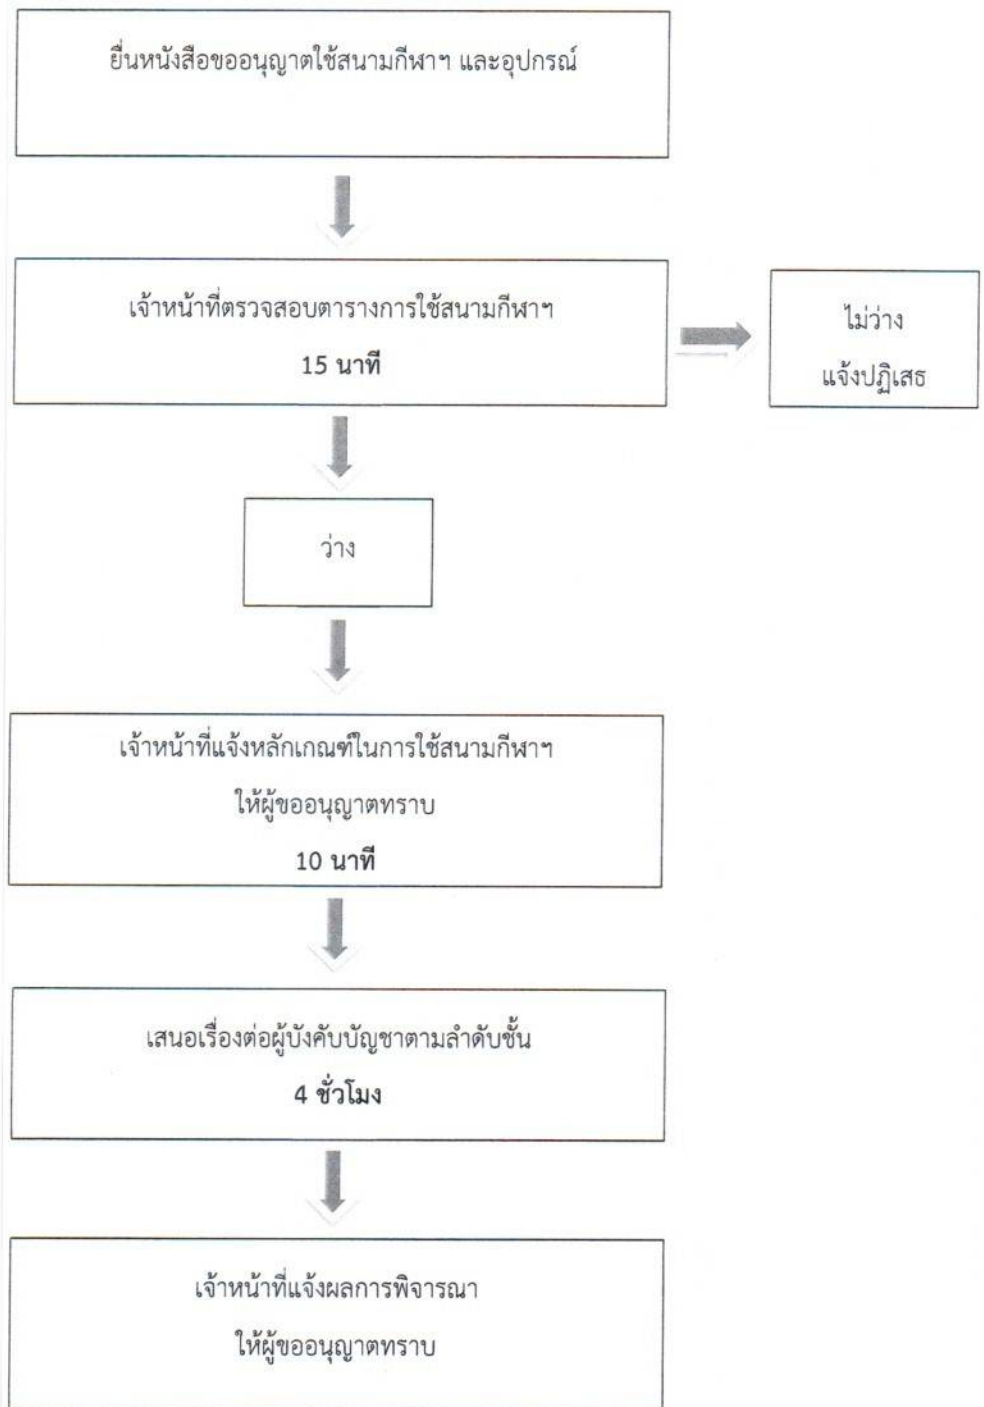 ยื่นหนังสือขออนุญาตใช้สนามกีฬาฯ และอุปกรณ์
เจ้าหน้าที่ตรวจสอบตารางการใช้สนามกีฬาฯ
15 นาที
ไม่ว่าง
แจ้งปฏิเสธ
ว่าง
เจ้าหน้าที่แจ้งหลักเกณฑ์ในการใช้สนามกีฬาฯ
ให้ผู้ขออนุญาตทราบ
10 นาที
เสนอเรื่องต่อผู้บังคับบัญชาตามลำดับชั้น
4 ชั่วโมง
เจ้าหน้าที่แจ้งผลการพิจารณา
ให้ผู้ขออนุญาตทราบ